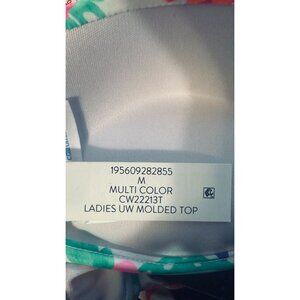 195609282855
M
MULTI COLOR
CW22213T
LADIES UW MOLDED TOP